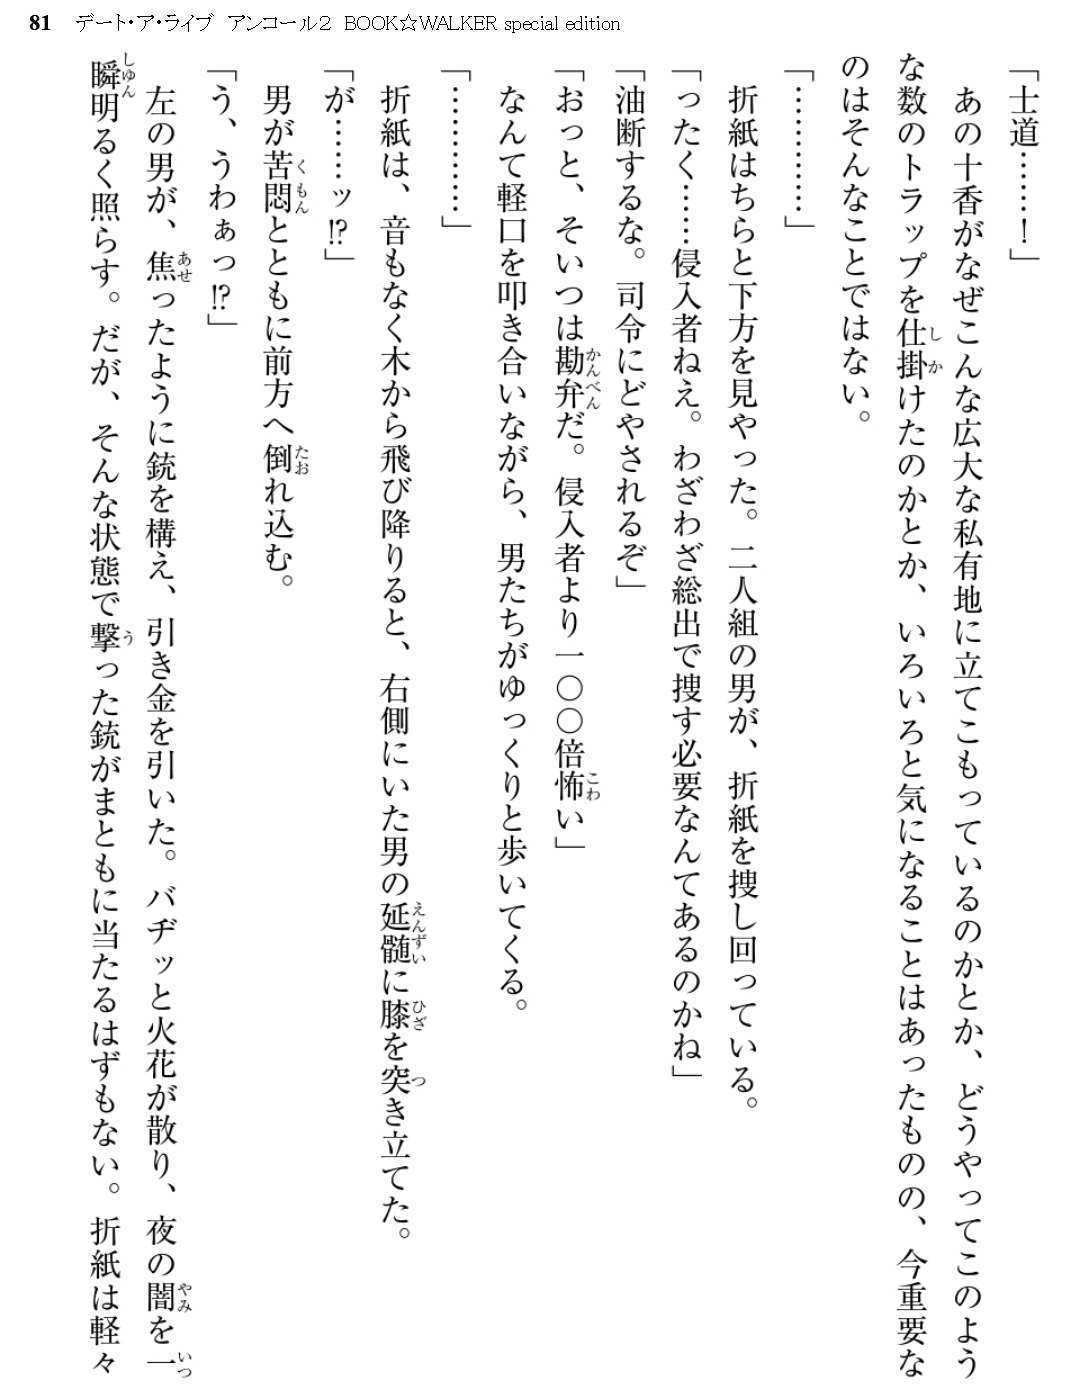 81 デート・ア・ライブ アンコール2 BOOK☆WALKER special edition
「士道……！」
あの十香がなぜこんな広大な私有地に立てこもっているのかとか、どうやってこのよう
な数のトラップを仕掛けたのかとか、いろいろと気になることはあったものの、今重要な
のはそんなことではない。
「…………」
折紙はちらと下方を見やった。二人組の男が、折紙を捜し回っている。
「ったく……侵入者ねえ。わざわざ総出で捜す必要なんてあるのかね」
「油断するな。司令にどやされるぞ」
「おっと、そいつは勘弁だ。侵入者より一〇〇倍怖い」
なんて軽口を叩き合いながら、男たちがゆっくりと歩いてくる。
「…………」
折紙は、音もなく木から飛び降りると、右側にいた男の延髄に膝を突き立てた。
「が……ッ!?」
男が苦悶とともに前方へ倒れ込む。
「う、うわぁっ!?」
左の男が、焦ったように銃を構え、引き金を引いた。バヂッと火花が散り、夜の闇を一
瞬明るく照らす。だが、そんな状態で撃った銃がまともに当たるはずもない。折紙は軽々